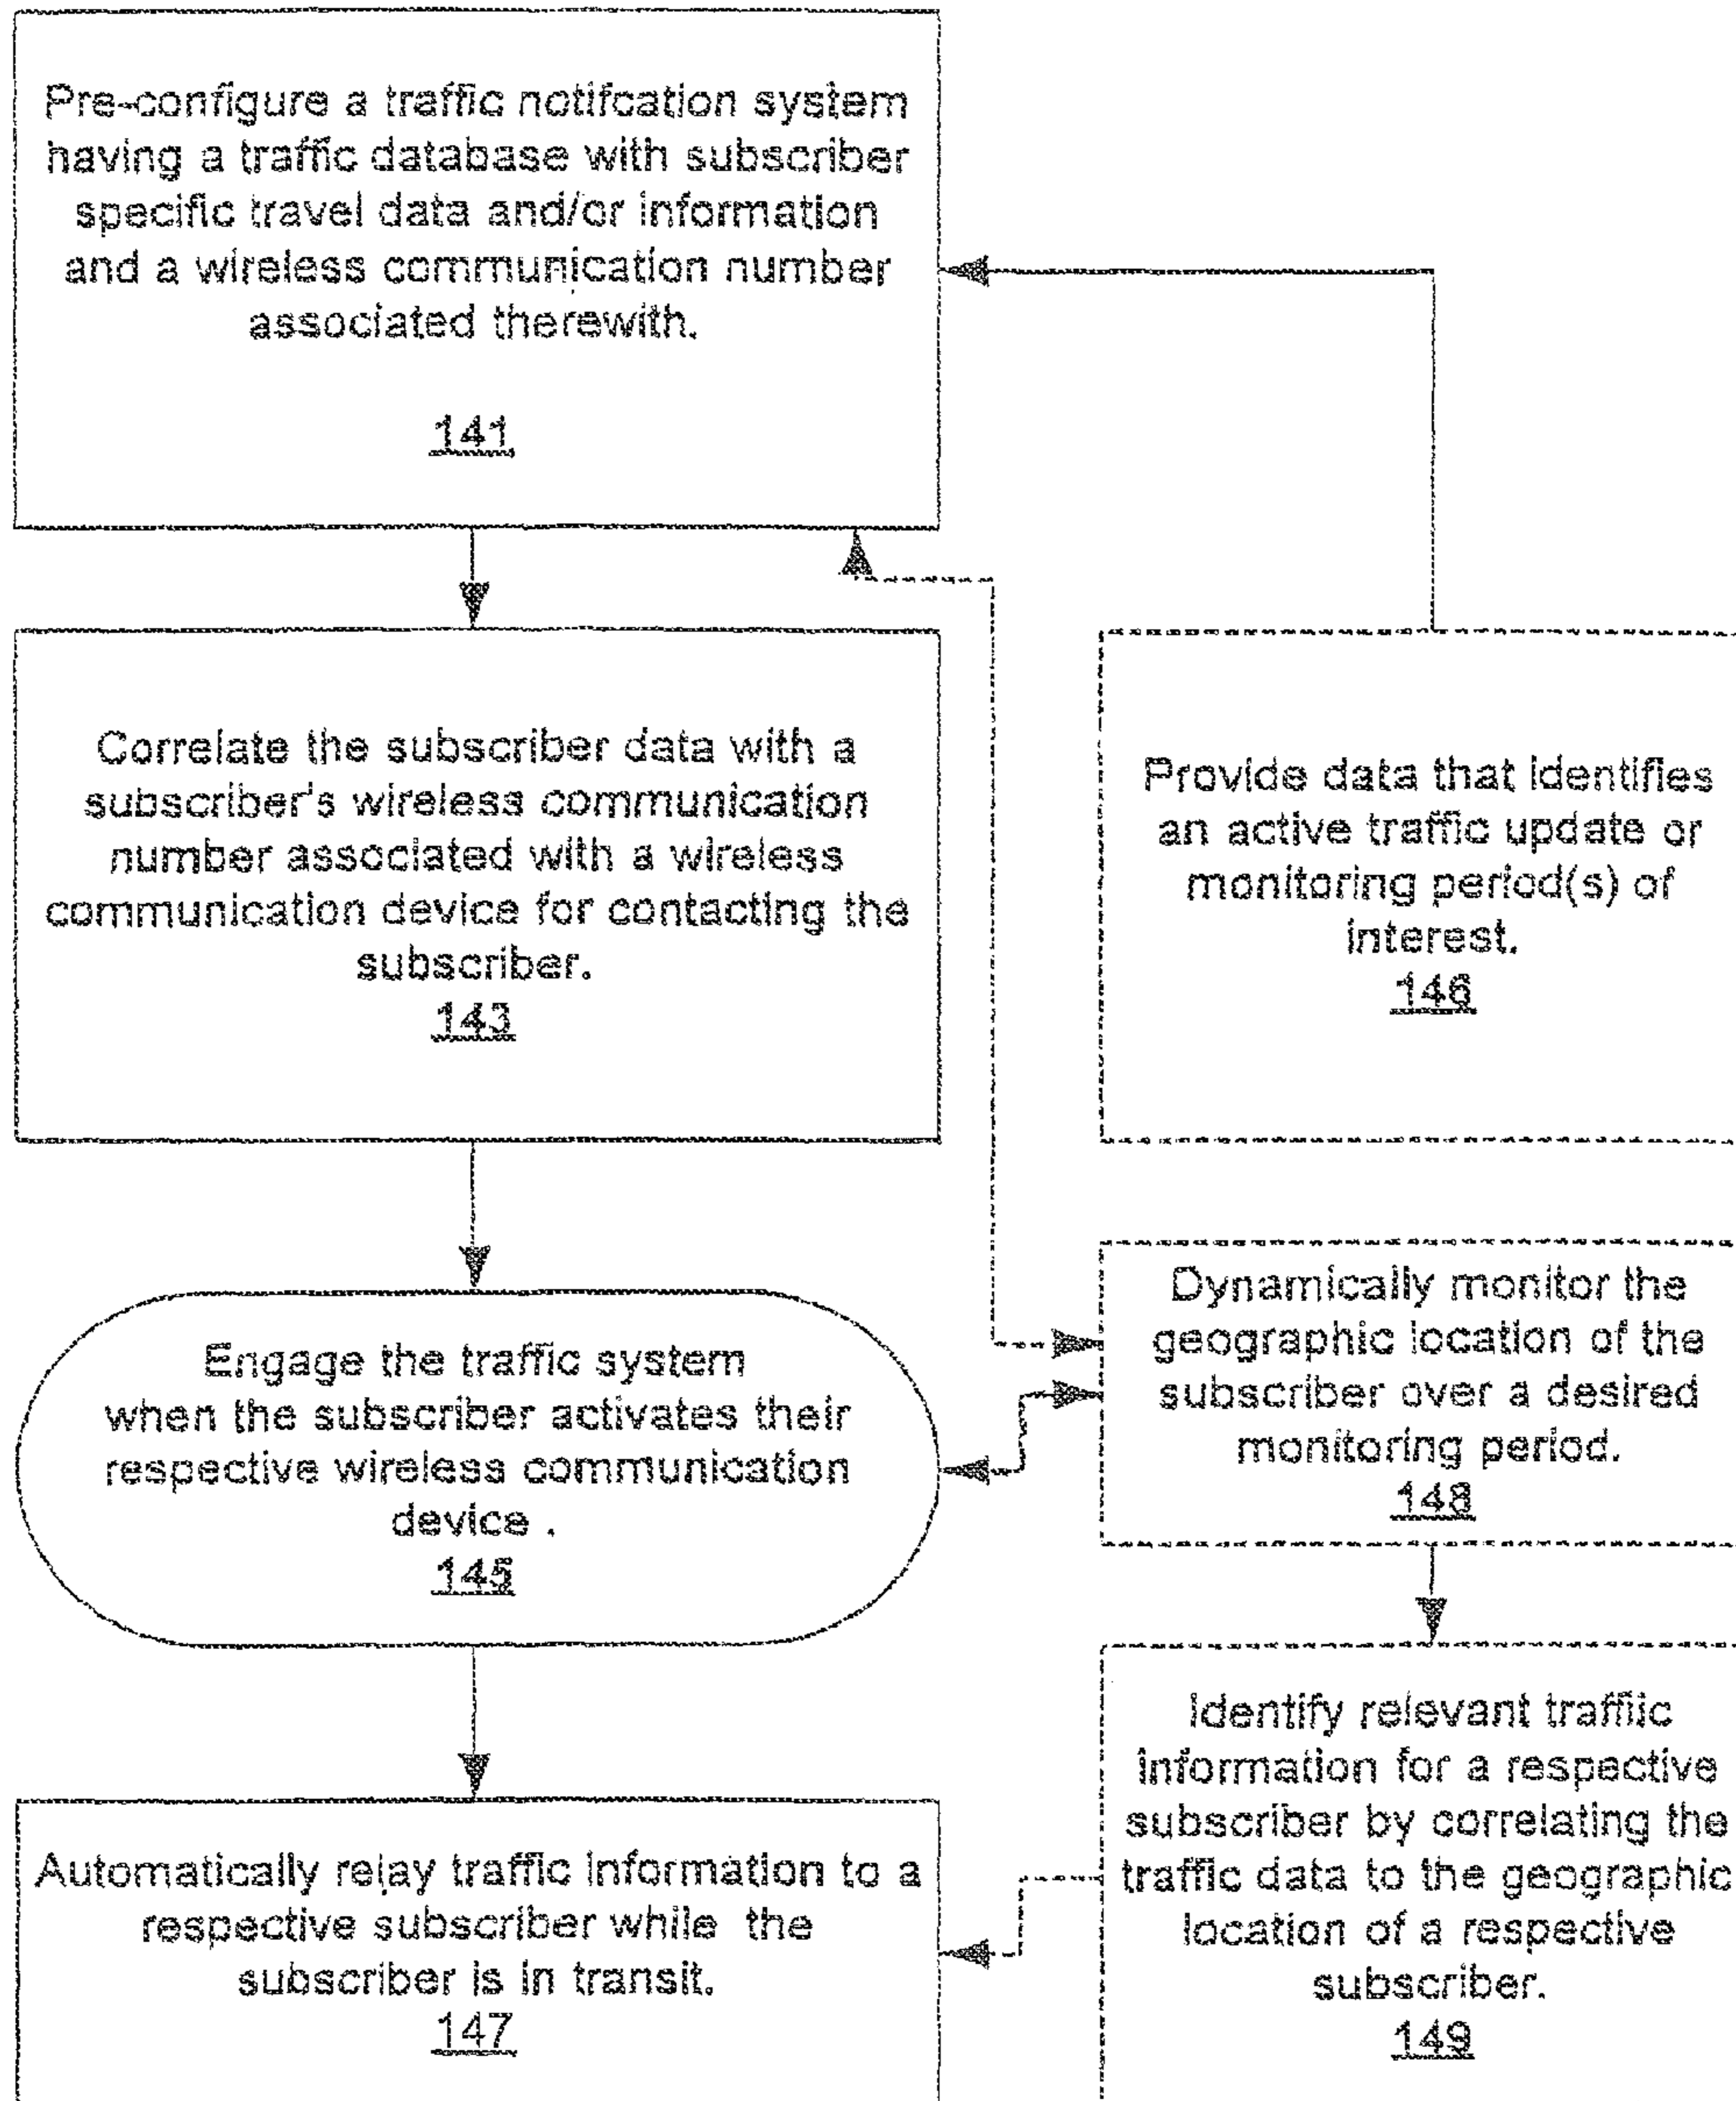 Pre-configure a traffic notifcation system
having a traffic database with subscriber
specific travel data and/or information
and a wireless communication number
associated therewith.
141
Correlate the subscriber data with a
subscriber's wireless communication
number associated with a wireless
communication device for contacting the
subscriber.
143
Provide data that identifies
an active traffic update or
monitoring period(s) of
interest.
146
Engage the traffic system
when the subscriber activates their
respective wireless communication
device .
145
Dynamically monitor the
geographic location of the
subscriber over a desired
monitoring period.
148
Automatically relay traffic information to a
respective subscriber while the
subscriber is in transit.
147
Identify relevant traffiic
information for a respective
subscriber by correlating the
traffic data to the geographic
location of a respective
subscriber.
149